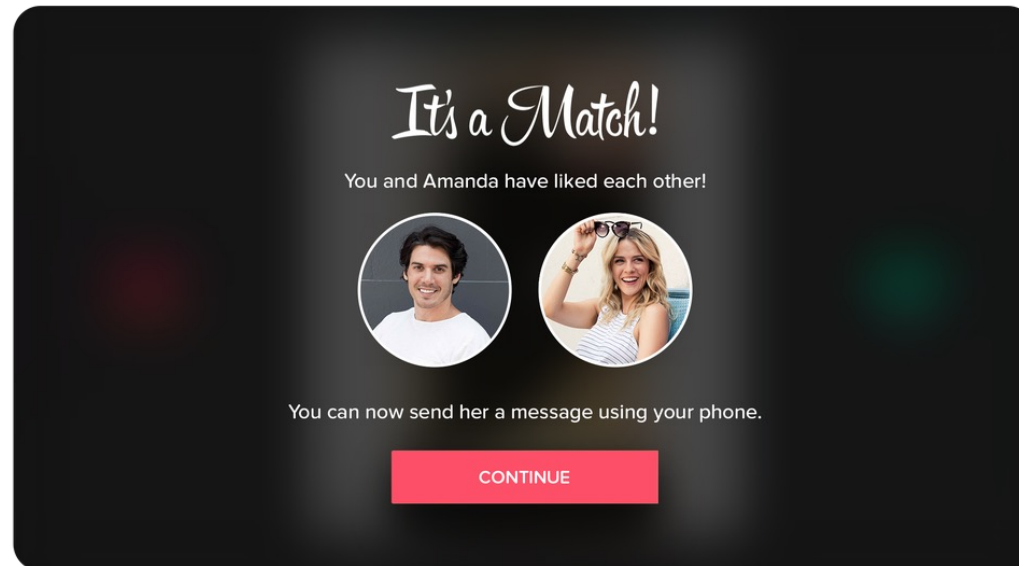 It's a Match!
You and Amanda have liked each other!
You can now send her a message using your phone.
CONTINUE